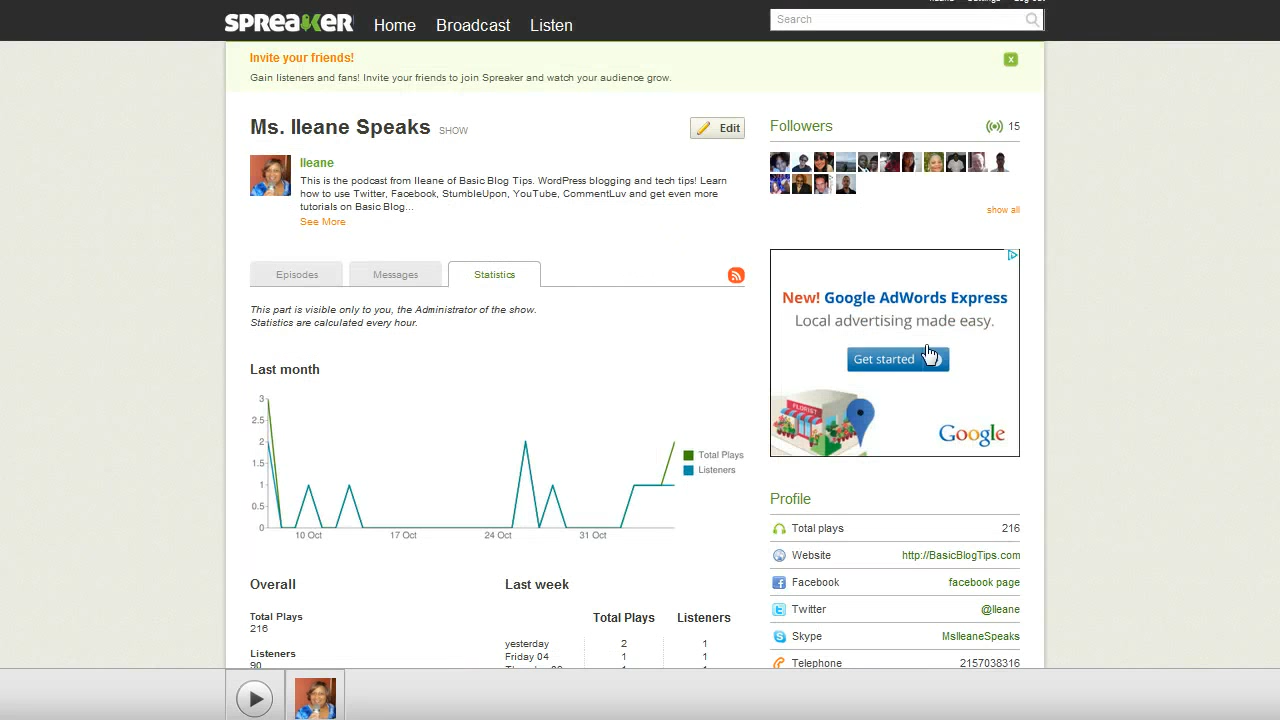 SPREAKER
Home
Broadcast
Listen
Search
Invite your friends!
Gain listeners and fans! Invite your friends to join Spreaker and watch your audience grow.
x
Ms. Ileane Speaks SHOW
Edit
Ileane
This is the podcast from Ileane of Basic Blog Tips. WordPress blogging and tech tips! Learn
how to use Twitter, Facebook, StumbleUpon, YouTube, CommentLuv and get even more
tutorials on Basic Blog...
See More
Episodes
Messages
Statistics
This part is visible only to you, the Administrator of the show.
Statistics are calculated every hour.
Last month
3
2.5
2
1.5
1
0.5
0
10 Oct
17 Oct
24 Oct
31 Oct
Total Plays
Listeners
Overall
Total Plays
216
Listeners
90
Last week
Total Plays Listeners
yesterday 2 1
Friday 04 1 1
Followers
15
show all
New! Google AdWords Express
Local advertising made easy.
Get started
FLORIST
Google
Profile
Total plays 216
Website http://BasicBlogTips.com
Facebook facebook page
Twitter @Ileane
Skype MsIleaneSpeaks
Telephone 2157038316